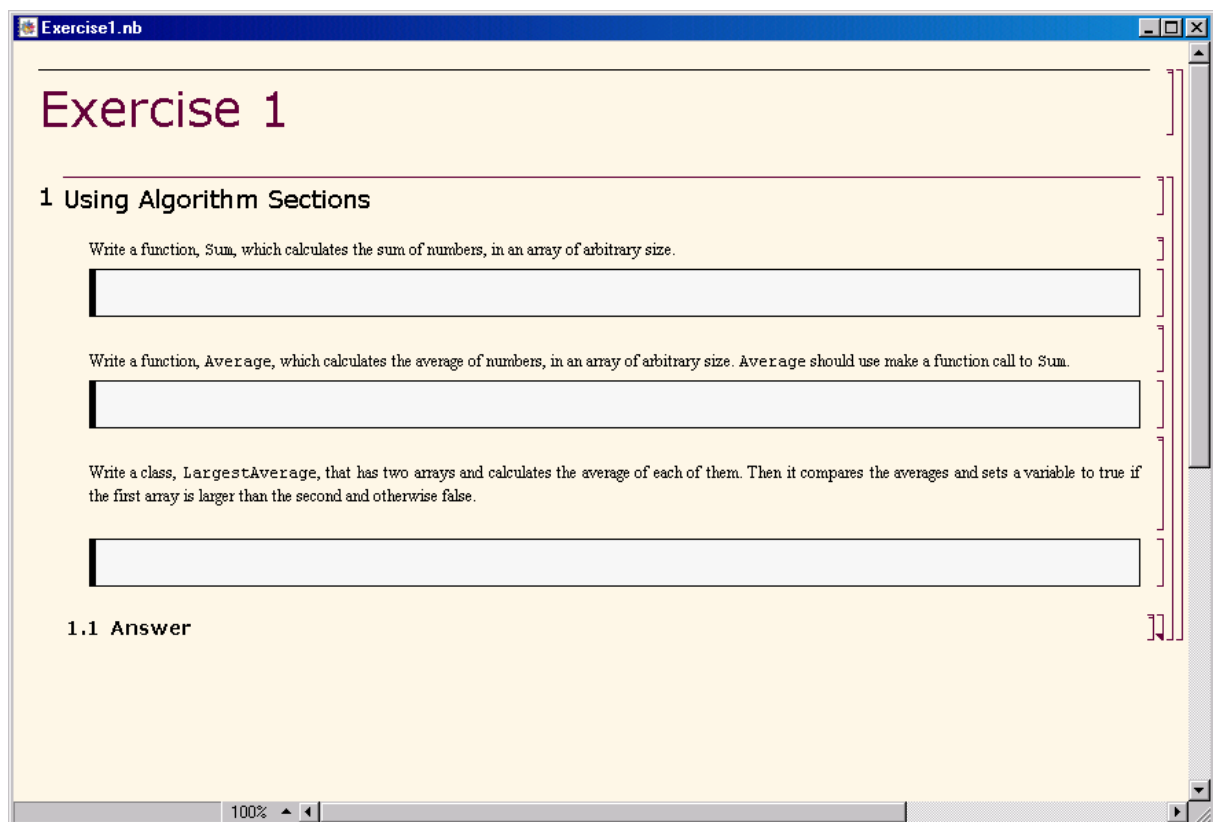 Exercise1.nb
Exercise 1
1 Using Algorithm Sections
Write a function, Sum, which calculates the sum of numbers, in an array of arbitrary size.
Write a function, Average, which calculates the average of numbers, in an array of arbitrary size. Average should use make a function call to Sum.
Write a class, LargestAverage, that has two arrays and calculates the average of each of them. Then it compares the averages and sets a variable to true if
the first array is larger than the second and otherwise false.
1.1 Answer
100%